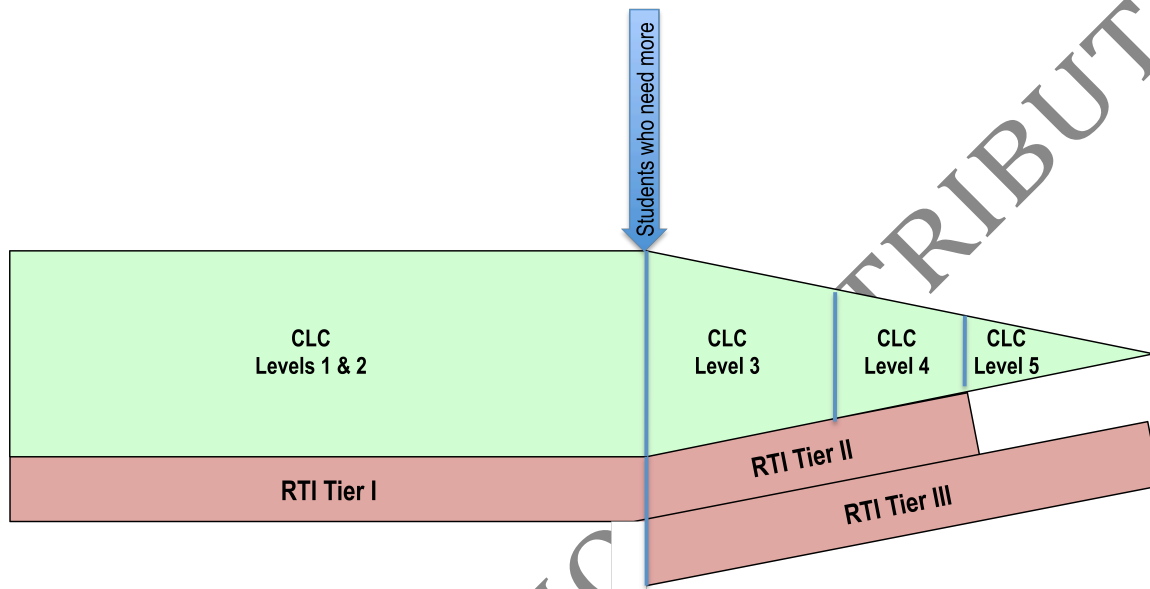 Students who need more
CLC
Levels 1 & 2
CLC
Level 3
CLC
Level 4
CLC
Level 5
RTI Tier I
RTI Tier II
RTI Tier III
TRIBUT